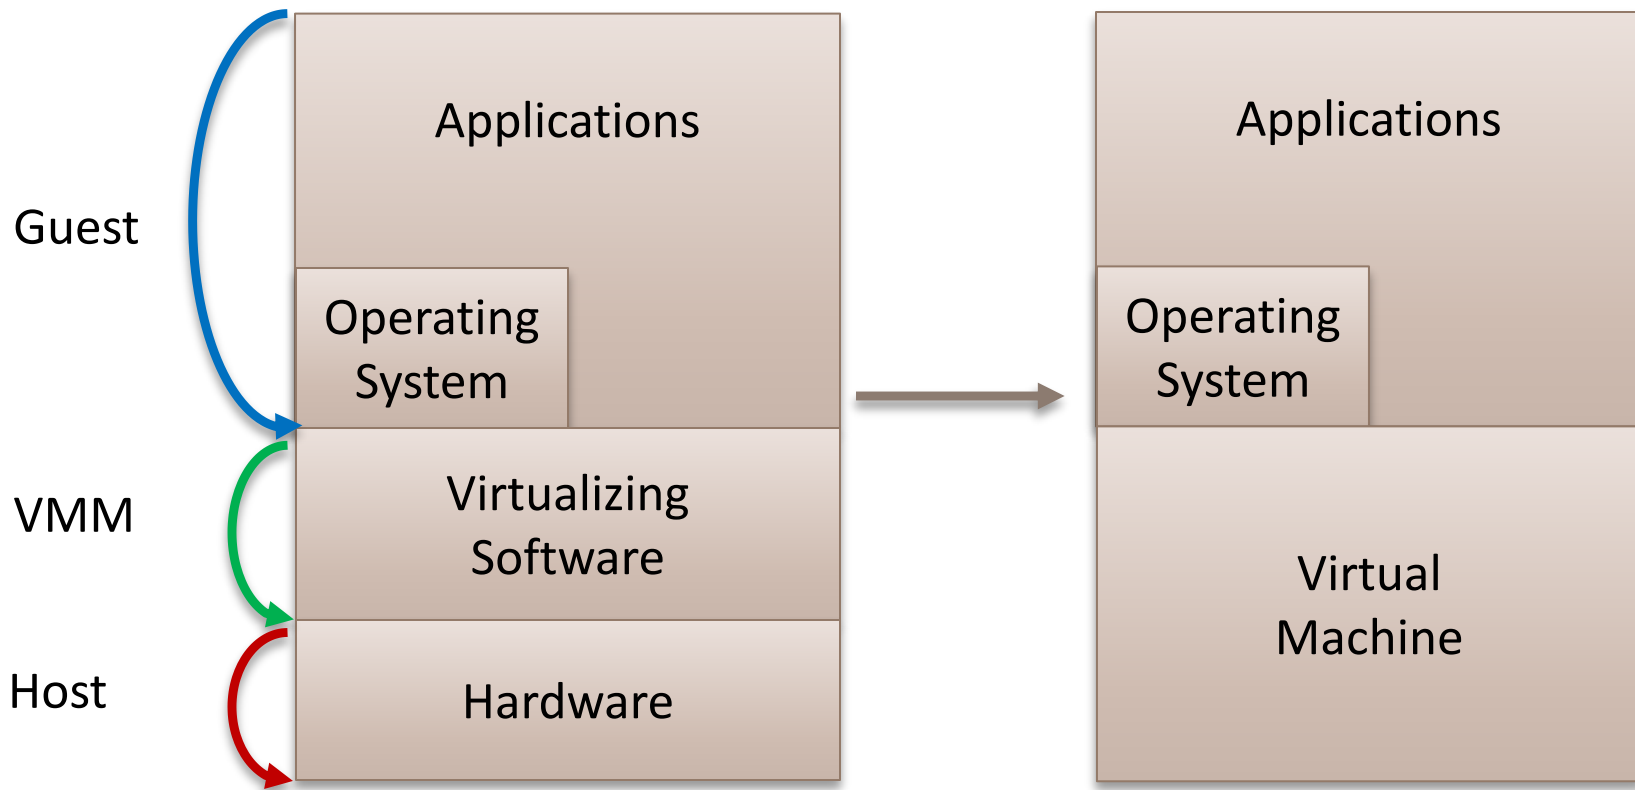 Guest
VMM
Host
Applications
Operating
System
Virtualizing
Software
Hardware
Applications
Operating
System
Virtual
Machine